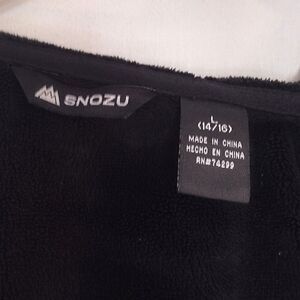 SNOZU
L
(14/16)
MADE IN CHINA
HECHO EN CHINA
RN#74299